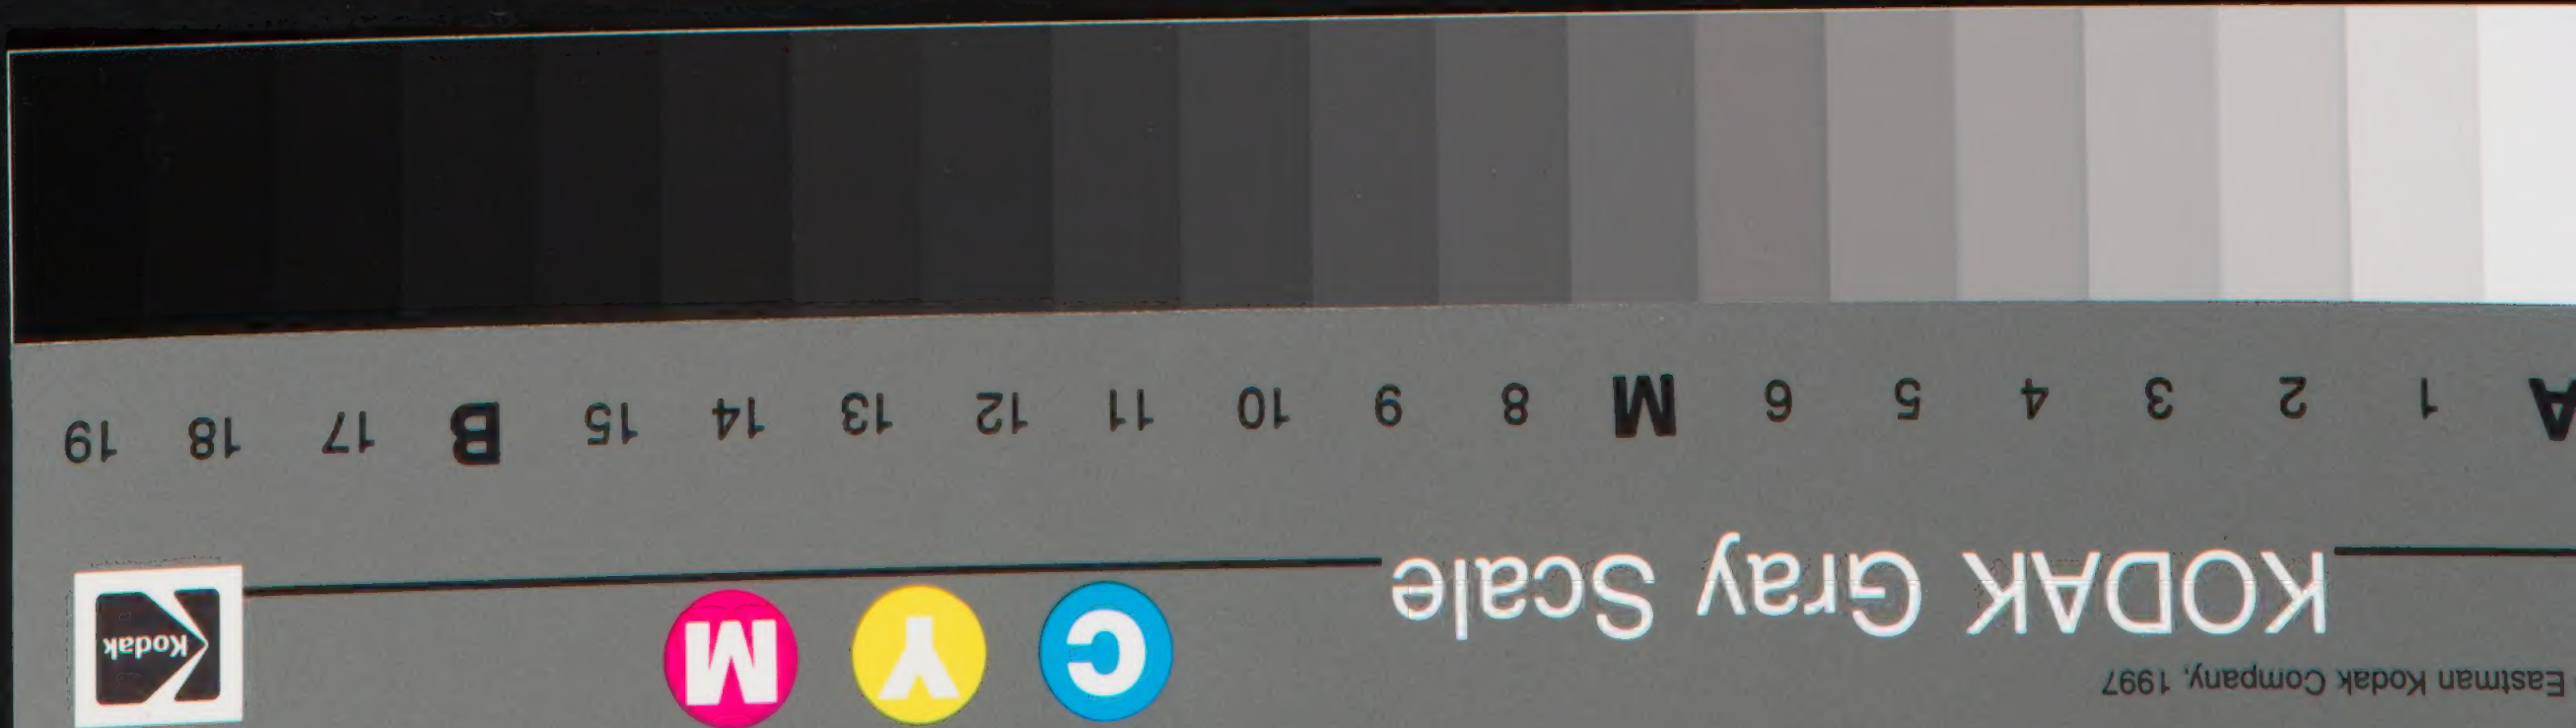 Eastman Kodak Company, 1997
KODAK Gray Scale
C Y M
Kodak
A 1 2 3 4 5 6 M 8 9 10 11 12 13 14 15 B 17 18 19